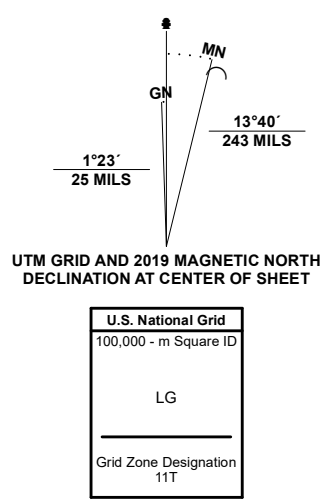 MN
GN
13°40´
243 MILS
1°23´
25 MILS
UTM GRID AND 2019 MAGNETIC NORTH
DECLINATION AT CENTER OF SHEET
U.S. National Grid
100,000 - m Square ID
LG
Grid Zone Designation
11T